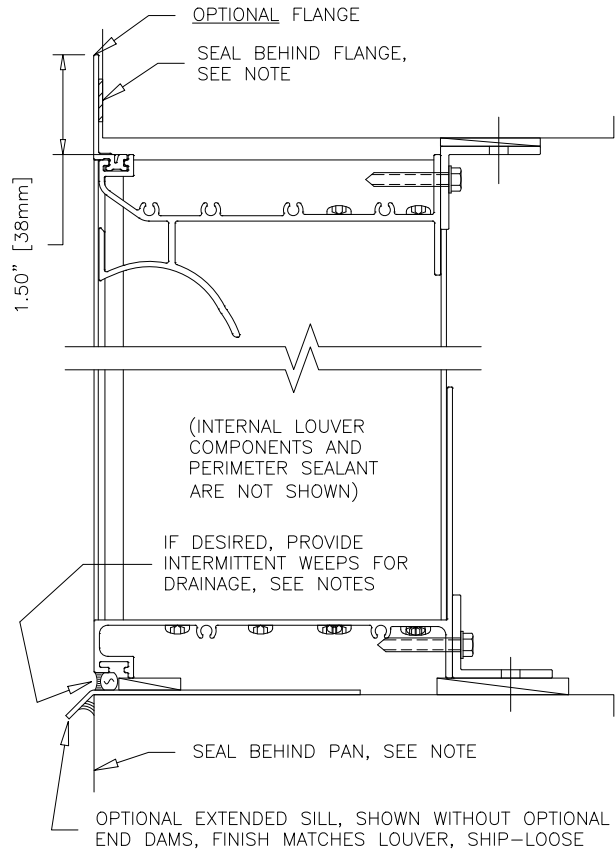 OPTIONAL FLANGE
SEAL BEHIND FLANGE,
SEE NOTE
1.50" [38mm]
(INTERNAL LOUVER
COMPONENTS AND
PERIMETER SEALANT
ARE NOT SHOWN)
IF DESIRED, PROVIDE
INTERMITTENT WEEPS FOR
DRAINAGE, SEE NOTES
SEAL BEHIND PAN, SEE NOTE
OPTIONAL EXTENDED SILL, SHOWN WITHOUT OPTIONAL
END DAMS, FINISH MATCHES LOUVER, SHIP-LOOSE